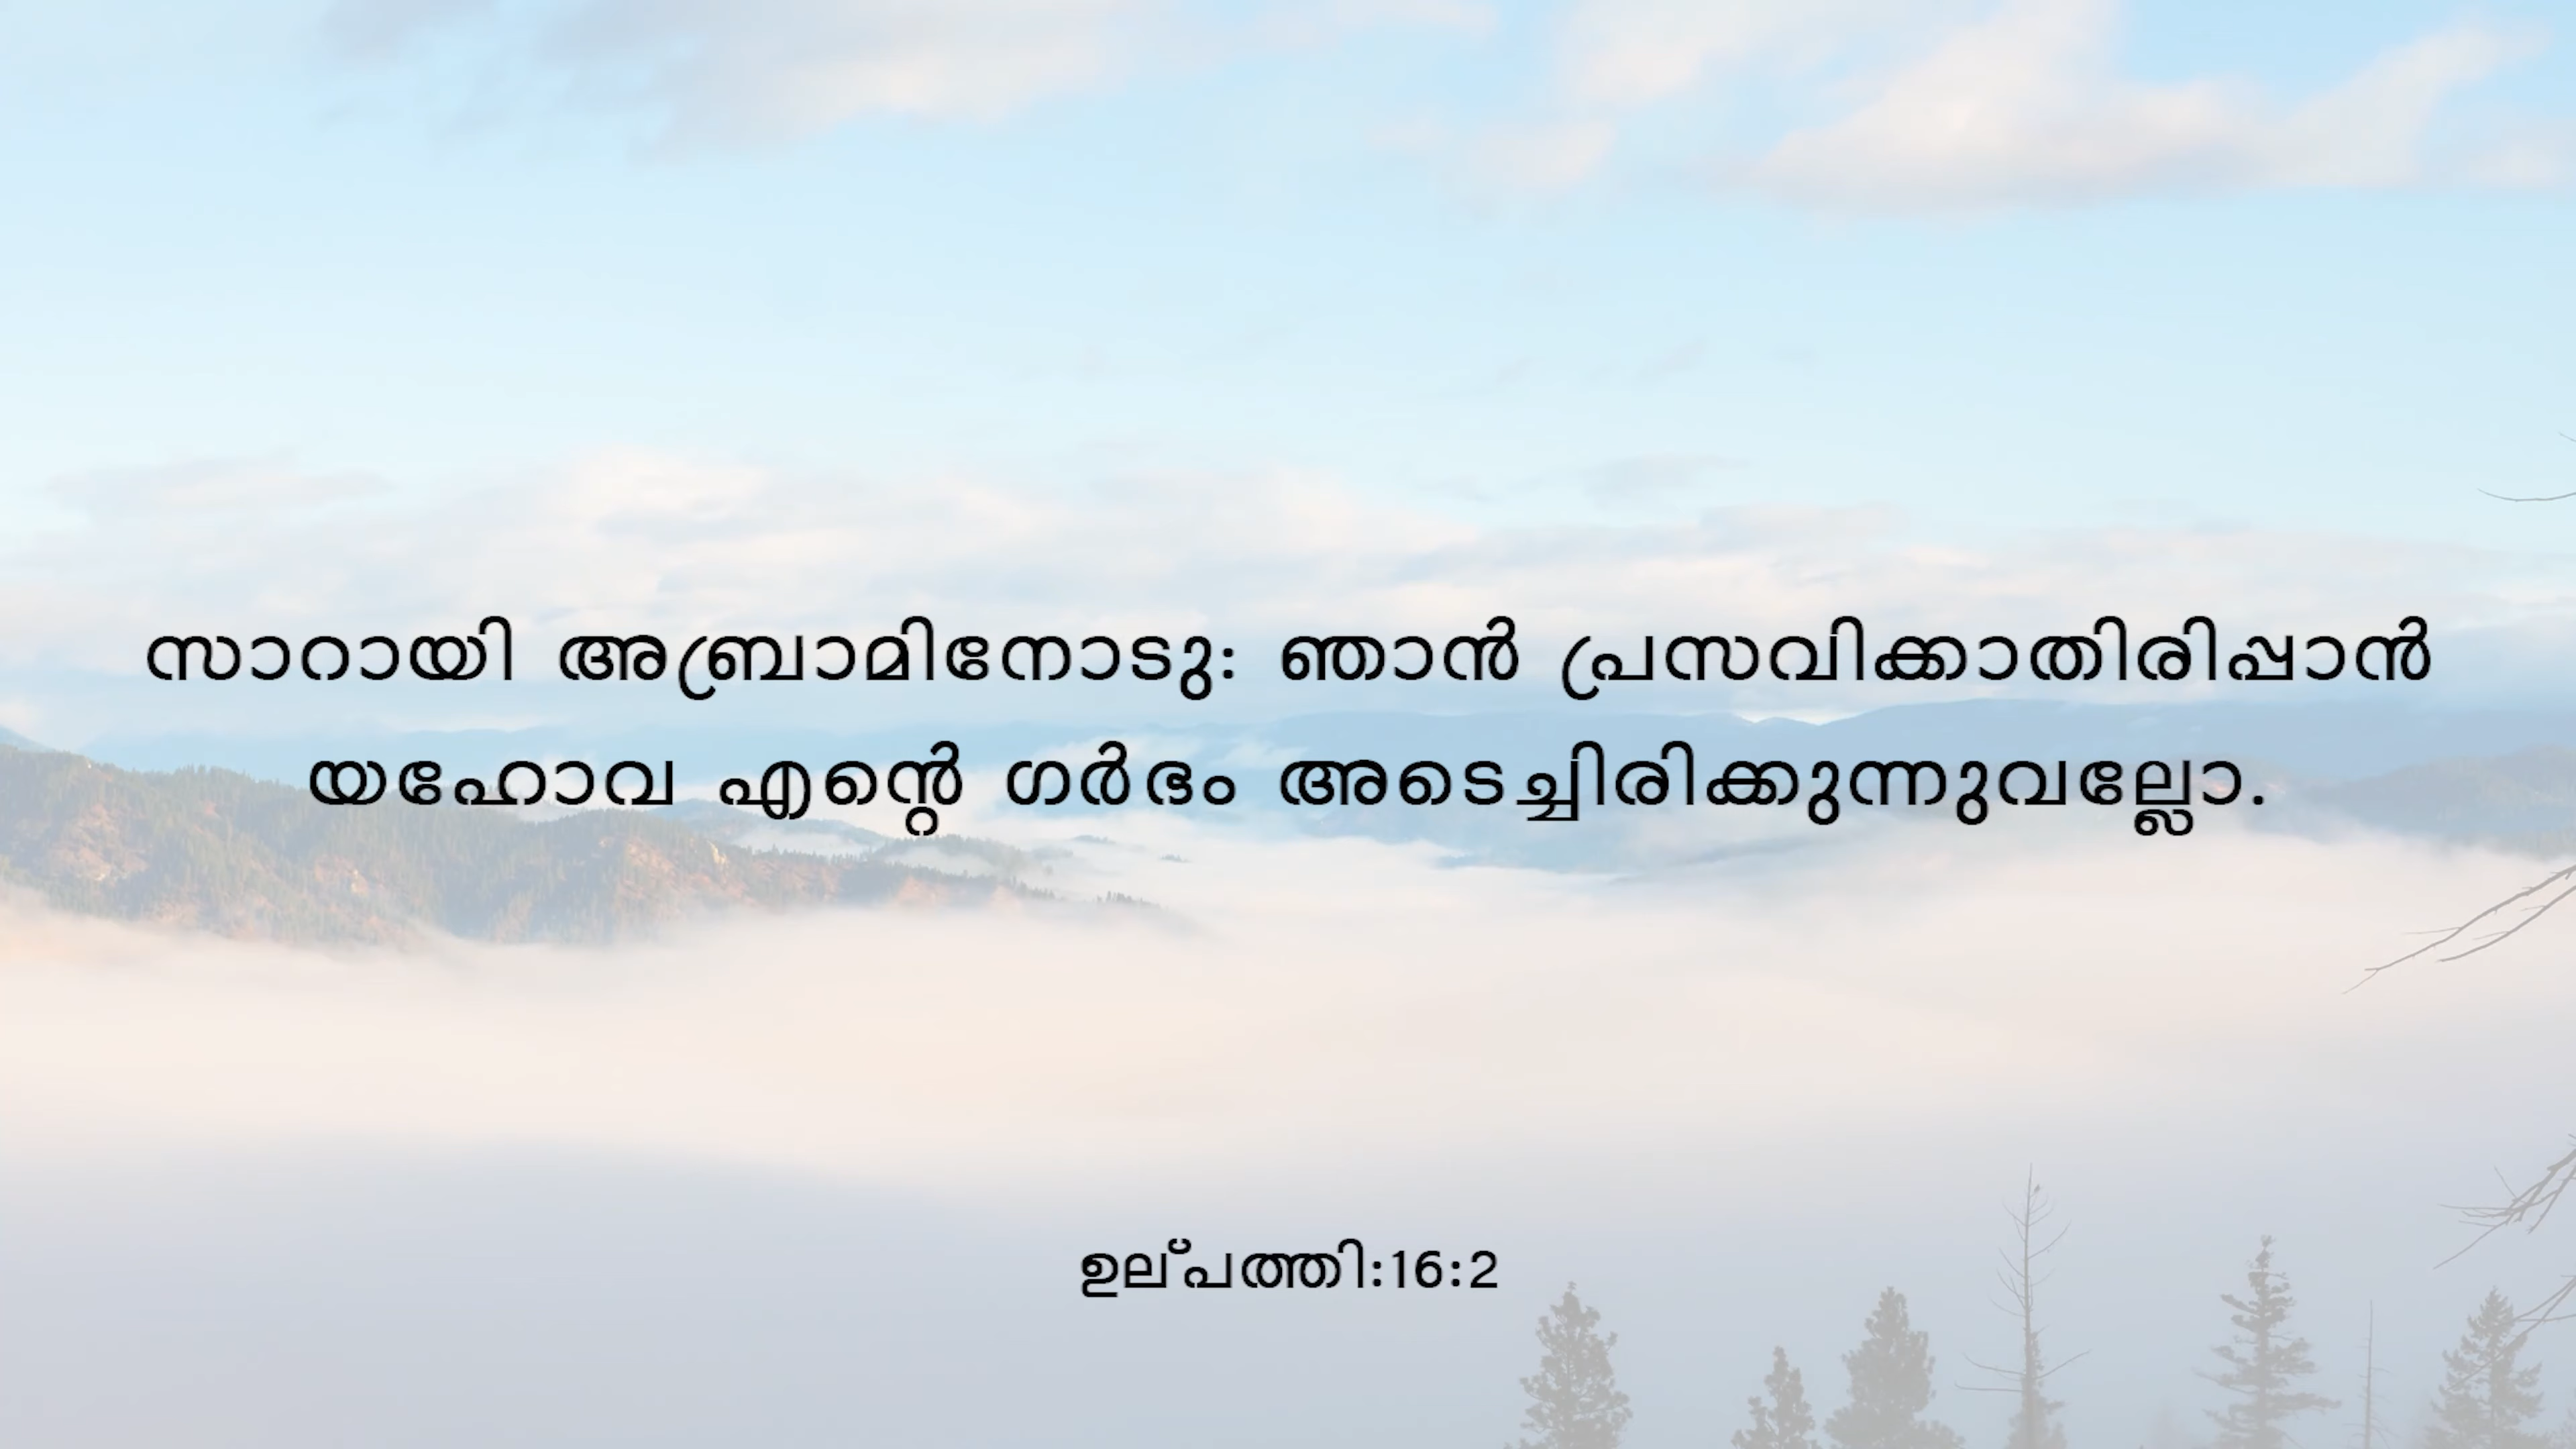 സാറായി അബ്രാമിനോടു: ഞാൻ പ്രസവിക്കാതിരിപ്പാൻ
യഹോവ എന്റെ ഗർഭം അടെച്ചിരിക്കുന്നുവല്ലോ.
ഉല്പത്തി:16:2